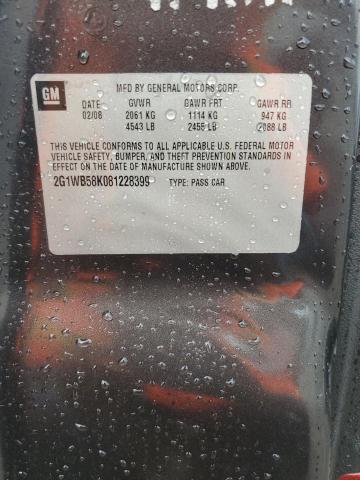 GM
MFD BY GENERAL MOTORS CORP.
DATE GVWR GAWR FRT GAWR RR
02/08 2061 KG 1114 KG 947 KG
4543 LB 2455 LB 2088 LB
THIS VEHICLE CONFORMS TO ALL APPLICABLE U.S. FEDERAL MOTOR
VEHICLE SAFETY, BUMPER, AND THEFT PREVENTION STANDARDS IN
EFFECT ON THE DATE OF MANUFACTURE SHOWN ABOVE.
2G1WB58K081228399 TYPE: PASS CAR